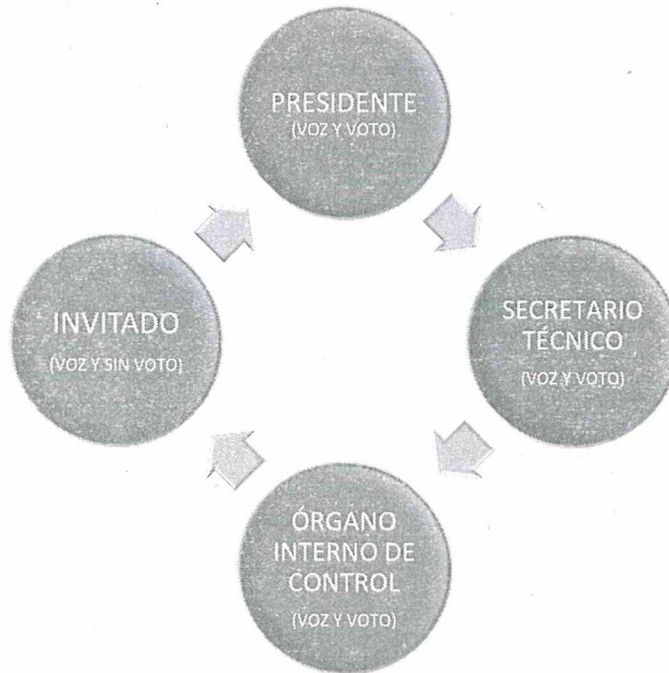 PRESIDENTE
(VOZ Y VOTO)
SECRETARIO
TÉCNICO
(VOZ Y VOTO)
ÓRGANO
INTERNO DE
CONTROL
(VOZ Y VOTO)
INVITADO
(VOZ Y SIN VOTO)